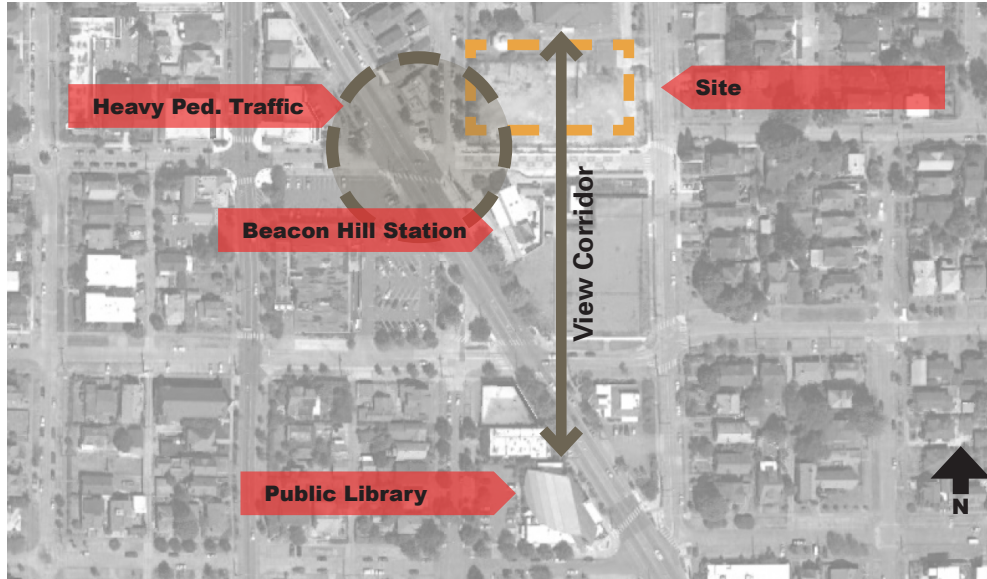 Heavy Ped. Traffic
Site
Beacon Hill Station
View Corridor
Public Library
N